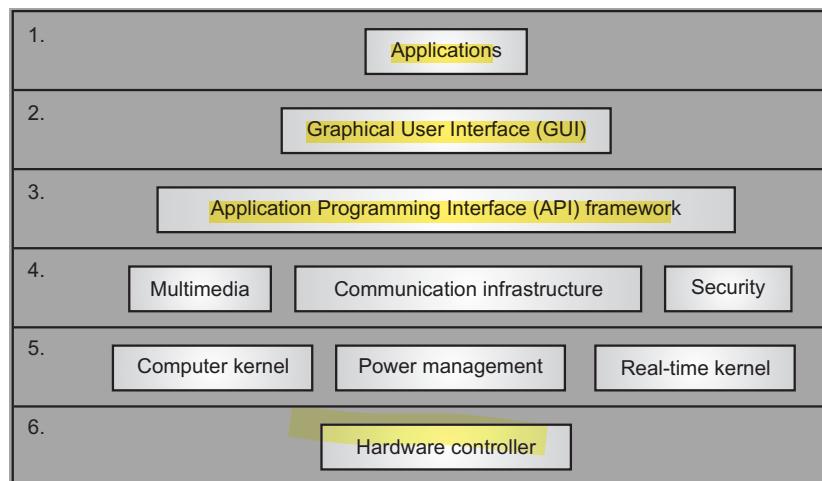 1.
Applications
2.
Graphical User Interface (GUI)
3.
Application Programming Interface (API) framework
4.
Multimedia Communication infrastructure Security
5.
Computer kernel Power management Real-time kernel
6.
Hardware controller